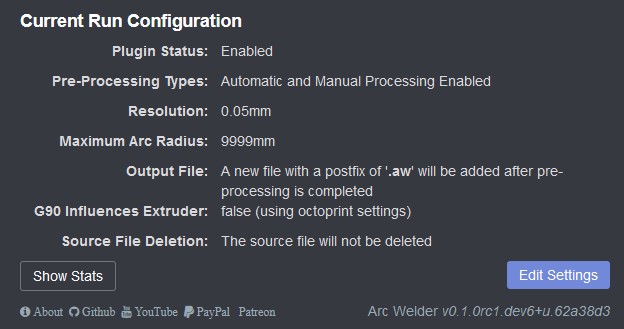 Current Run Configuration
Plugin Status: Enabled
Pre-Processing Types: Automatic and Manual Processing Enabled
Resolution: 0.05mm
Maximum Arc Radius: 9999mm
Output File: A new file with a postfix of '.aw' will be added after pre-
processing is completed
G90 Influences Extruder: false (using octoprint settings)
Source File Deletion: The source file will not be deleted
Show Stats Edit Settings
About Github YouTube PayPal Patreon Arc Welder v0.1.0rc1.dev6+u.62a38d3